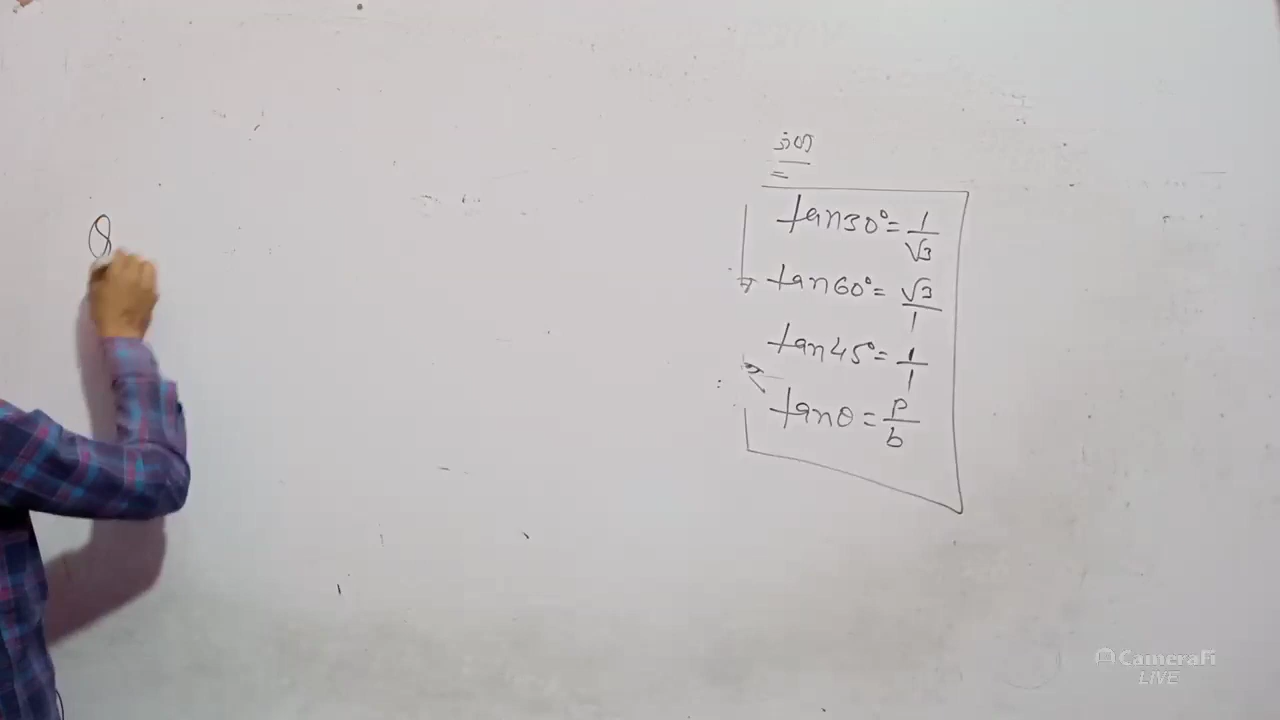 Q
tan30°=1/√3
tan60°=√3/1
tan45°=1/1
tanθ=P/b
CameraFi
LIVE